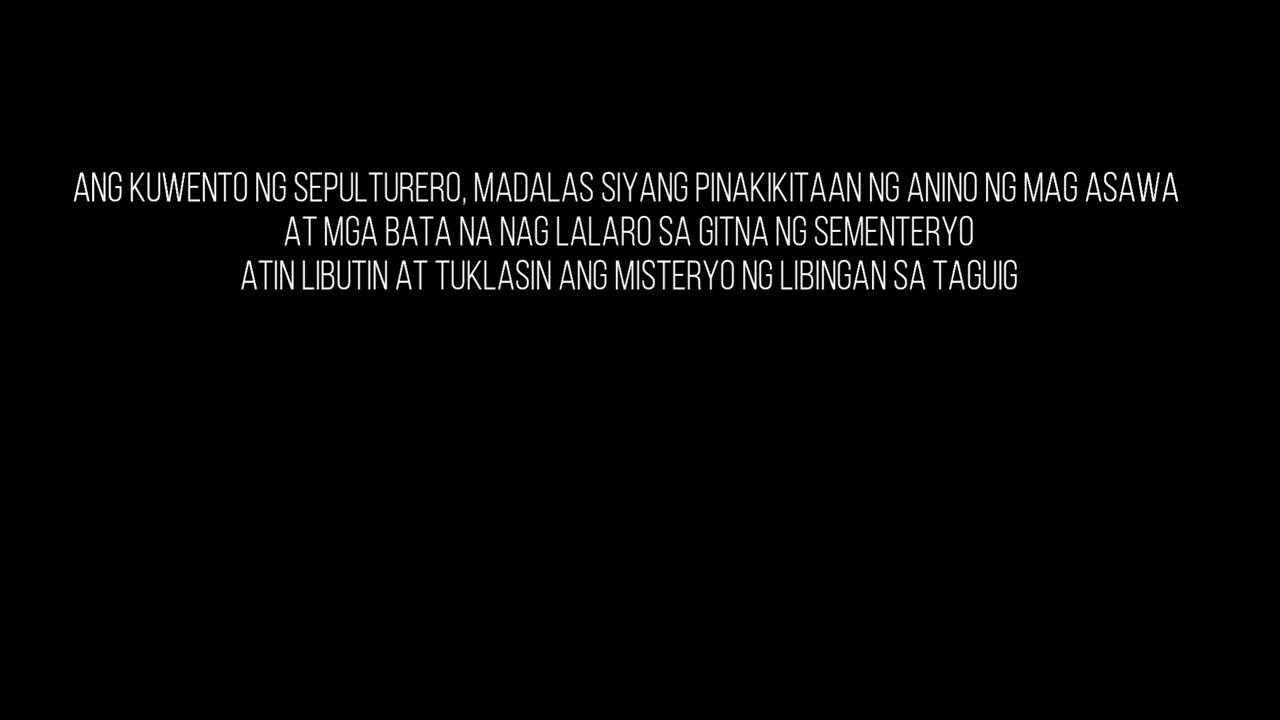 ANG KUWENTO NG SEPULTURERO, MADALAS SIYANG PINAKIKITAAN NG ANINO NG MAG ASAWA
AT MGA BATA NA NAG LALARO SA GITNA NG SEMENTERYO
ATIN LIBUTIN AT TUKLASIN ANG MISTERYO NG LIBINGAN SA TAGUIG